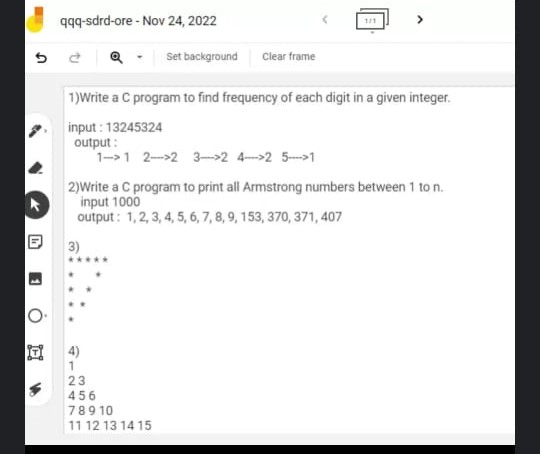 qqq-sdrd-ore - Nov 24, 2022
1/1
Set background Clear frame
1)Write a C program to find frequency of each digit in a given integer.
input : 13245324
output :
1---> 1 2---->2 3---->2 4---->2 5---->1
2)Write a C program to print all Armstrong numbers between 1 to n.
input 1000
output : 1, 2, 3, 4, 5, 6, 7, 8, 9, 153, 370, 371, 407
3)
* * * * *
* *
* *
* *
*
4)
1
2 3
4 5 6
7 8 9 10
11 12 13 14 15